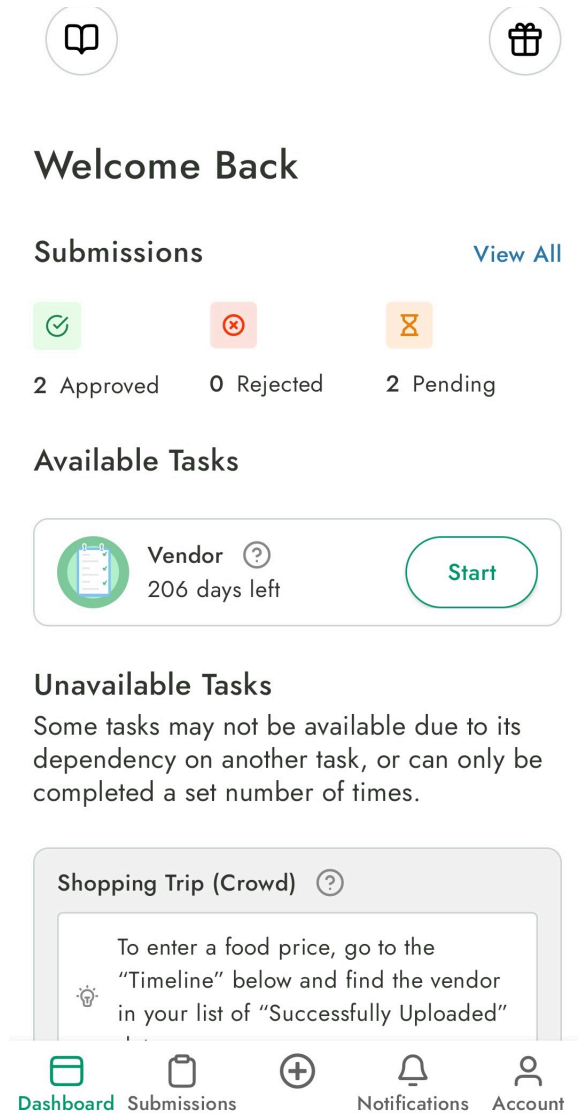 Welcome Back
Submissions
View All
2 Approved
0 Rejected
2 Pending
Available Tasks
Vendor
206 days left
Start
Unavailable Tasks
Some tasks may not be available due to its
dependency on another task, or can only be
completed a set number of times.
Shopping Trip (Crowd)
To enter a food price, go to the
“Timeline” below and find the vendor
in your list of “Successfully Uploaded”
Dashboard
Submissions
Notifications
Account